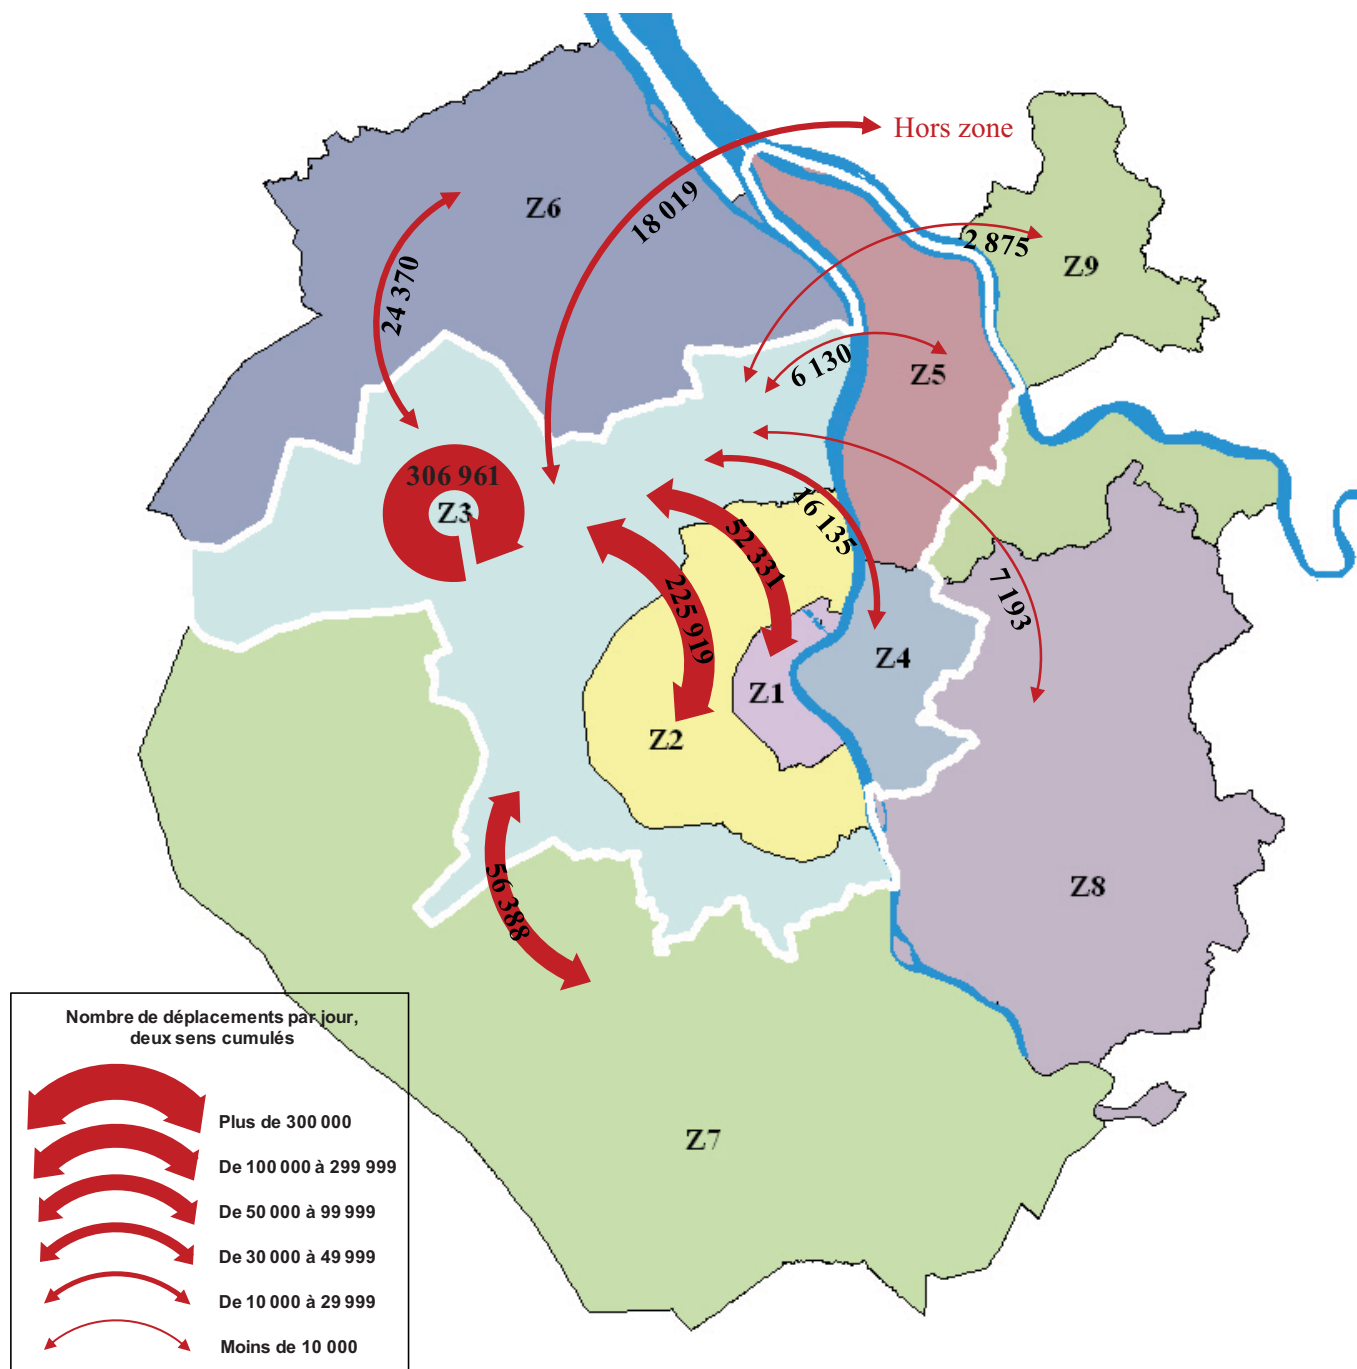 Hors zone
Z6
18 019
2 875
Z9
24 370
6 130
Z5
306 961
Z3
16 135
52 331
7 193
225 919
Z4
Z1
Z2
56 388
Z8
Z7
Nombre de déplacements par jour,
deux sens cumulés
Plus de 300 000
De 100 000 à 299 999
De 50 000 à 99 999
De 30 000 à 49 999
De 10 000 à 29 999
Moins de 10 000